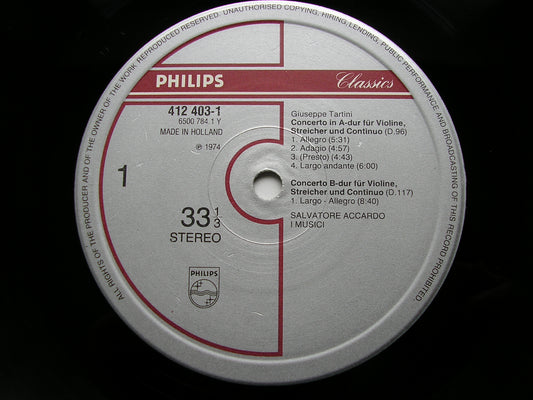 ALL RIGHTS OF THE PRODUCER AND OF THE OWNER OF THE WORK REPRODUCED RESERVED. UNAUTHORISED COPYING, HIRING, LENDING, PUBLIC PERFORMANCE AND BROADCASTING OF THIS RECORD PROHIBITED.
PHILIPS Classics
412 403-1
6500 784.1 Y
MADE IN HOLLAND
℗ 1974
1
33 1/3
STEREO
PHILIPS
Giuseppe Tartini
Concerto in A-dur für Violine,
Streicher und Continuo (D.96)
1. Allegro (5:31)
2. Adagio (4:57)
3. (Presto) (4:43)
4. Largo andante (6:00)
Concerto B-dur für Violine,
Streicher und Continuo (D.117)
1. Largo - Allegro (8:40)
SALVATORE ACCARDO
I MUSICI